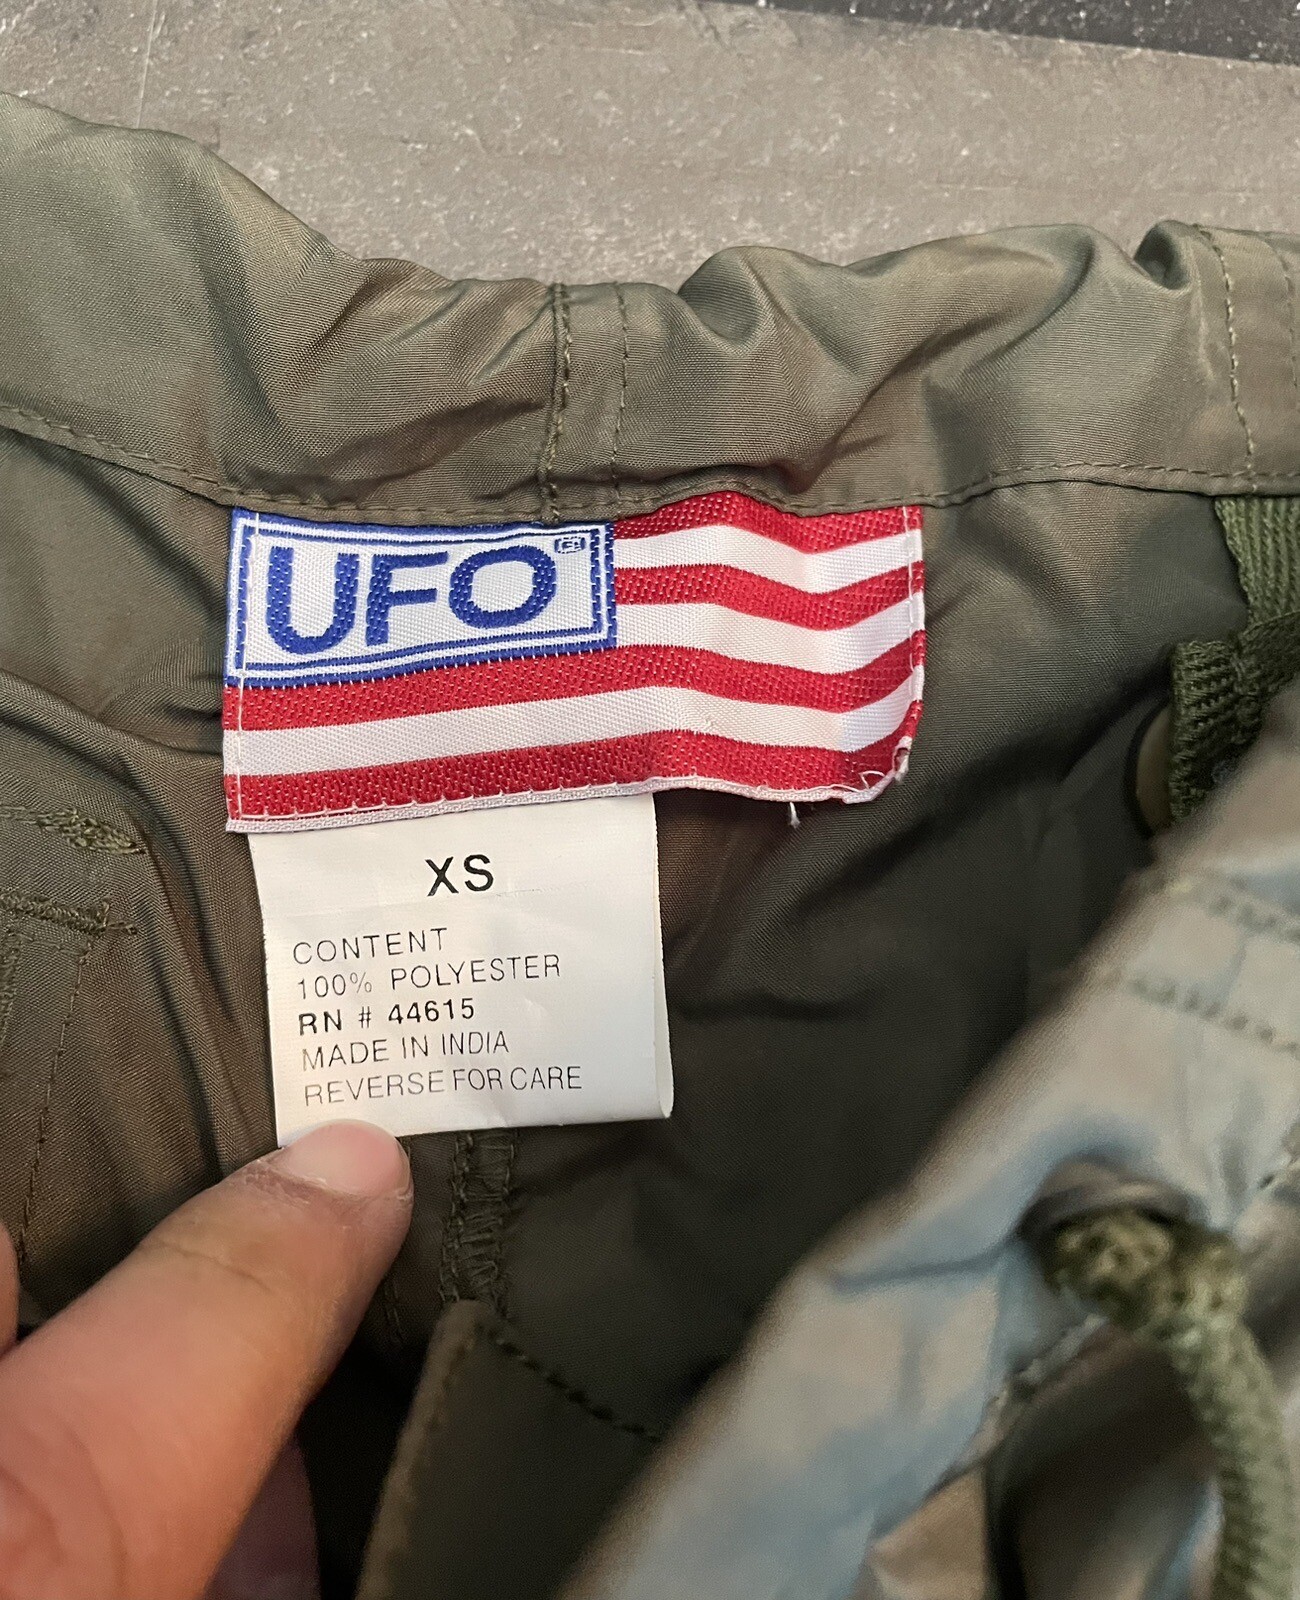 UFO
XS
CONTENT
100% POLYESTER
RN # 44615
MADE IN INDIA
REVERSE FOR CARE